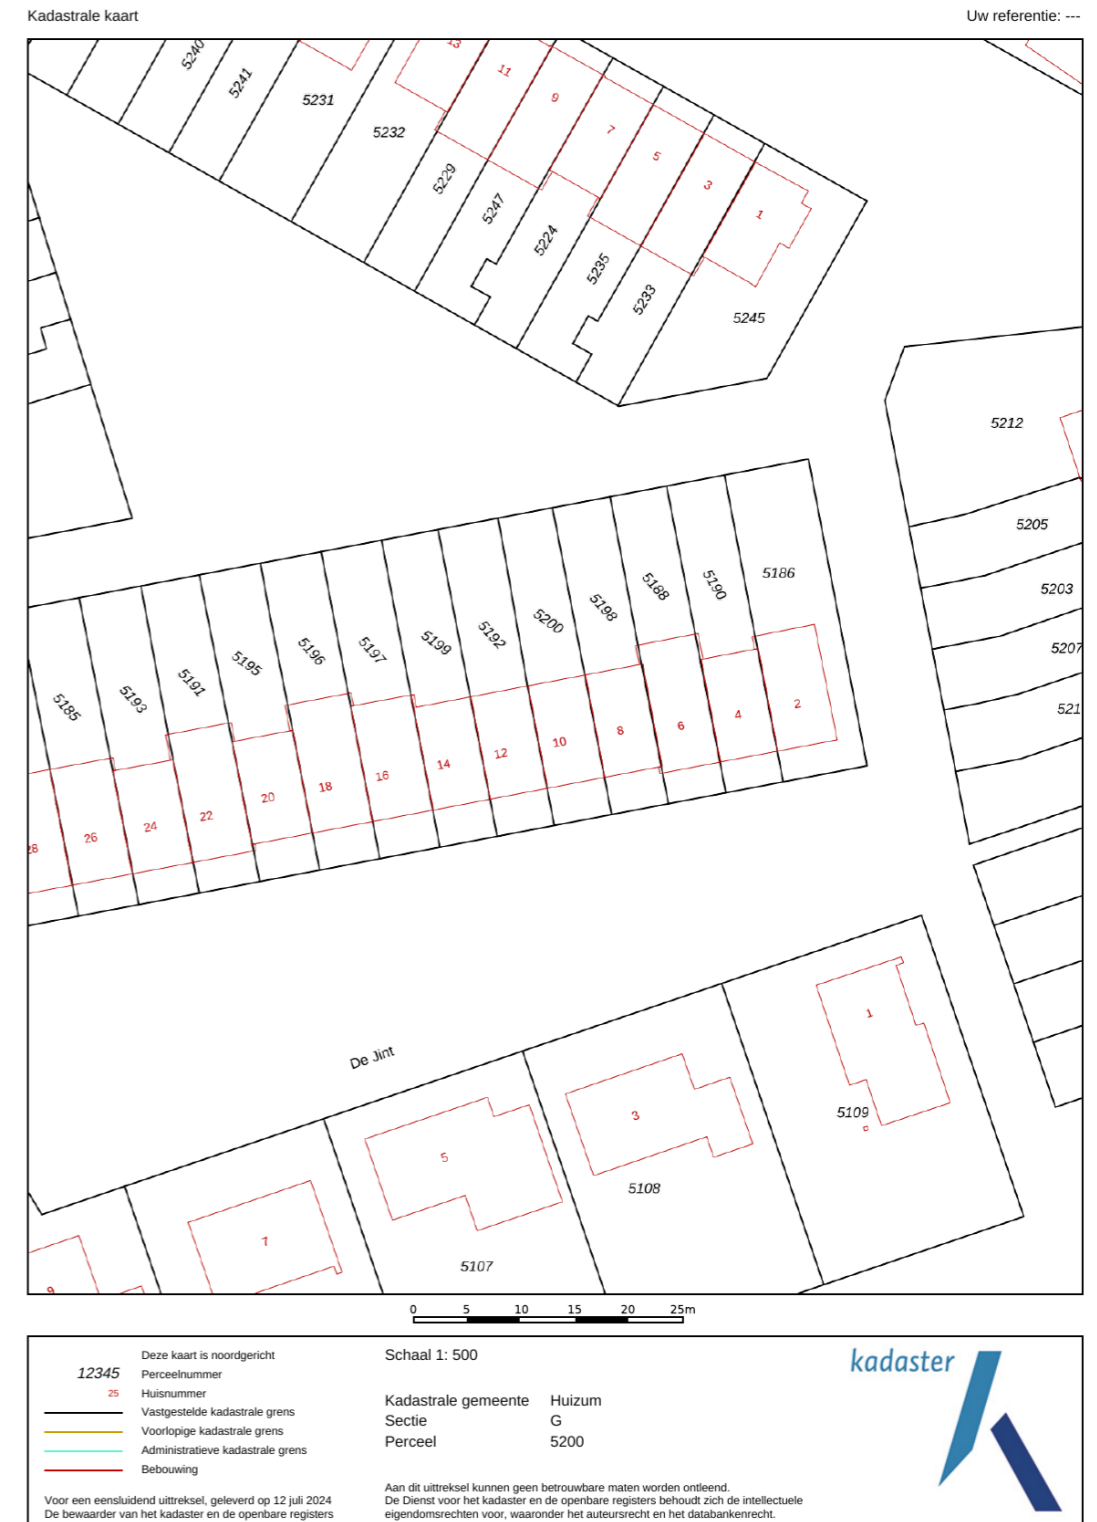 Kadastrale kaart
Uw referentie: ---
5240
5241
5231
5232
13
11
9
7
5
3
1
5229
5247
5224
5235
5233
5245
5212
5205
5203
5207
521
5186
5190
5188
5198
5200
5192
5199
5197
5196
5195
5191
5193
5185
2
4
6
8
10
12
14
16
18
20
22
24
26
28
De Jint
1
3
5
7
9
5109
5108
5107
0 5 10 15 20 25m
Deze kaart is noordgericht
12345 Perceelnummer
25 Huisnummer
Vastgestelde kadastrale grens
Voorlopige kadastrale grens
Administratieve kadastrale grens
Bebouwing
Voor een eensluidend uittreksel, geleverd op 12 juli 2024
De bewaarder van het kadaster en de openbare registers
Schaal 1: 500
Kadastrale gemeente Huizum
Sectie G
Perceel 5200
Aan dit uittreksel kunnen geen betrouwbare maten worden ontleend.
De Dienst voor het kadaster en de openbare registers behoudt zich de intellectuele
eigendomsrechten voor, waaronder het auteursrecht en het databankenrecht.
kadaster